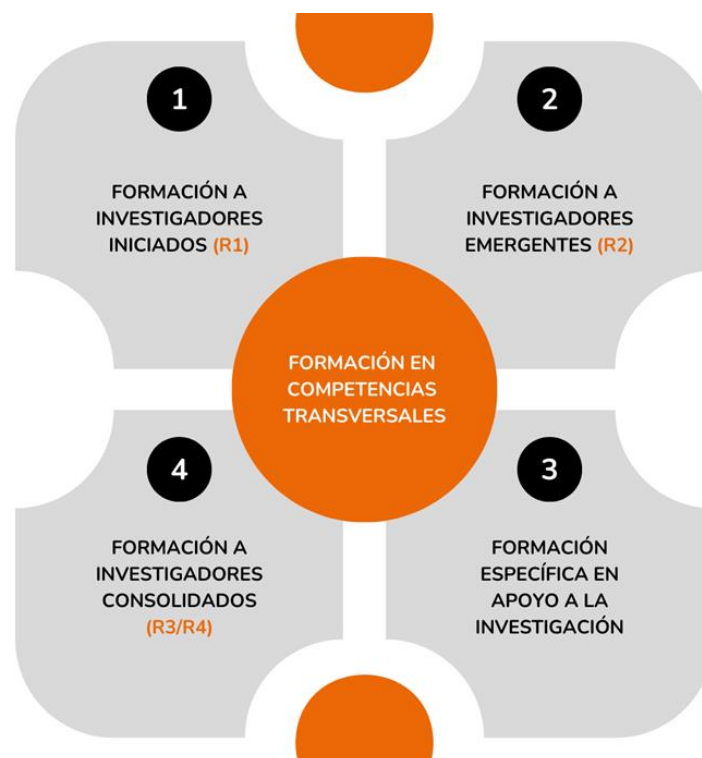 1
FORMACIÓN A
INVESTIGADORES
INICIADOS (R1)
2
FORMACIÓN A
INVESTIGADORES
EMERGENTES (R2)
FORMACIÓN EN
COMPETENCIAS
TRANSVERSALES
4
FORMACIÓN A
INVESTIGADORES
CONSOLIDADOS
(R3/R4)
3
FORMACIÓN
ESPECÍFICA EN
APOYO A LA
INVESTIGACIÓN